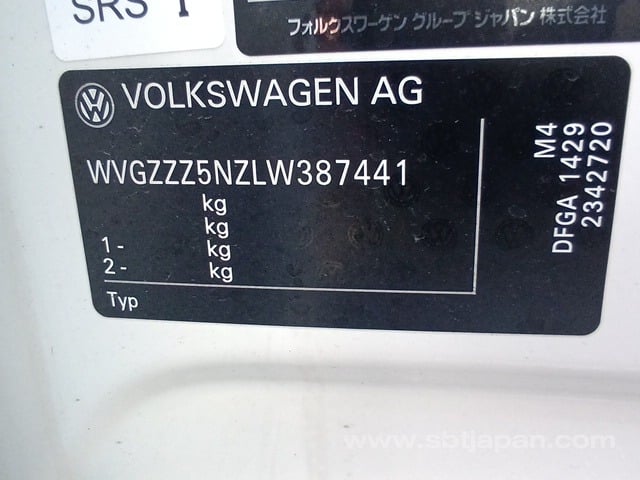 SRS I
フォルクスワーゲン グループ ジャパン 株式会社
VOLKSWAGEN AG
WVGZZZ5NZLW387441
kg
kg
1 - kg
2 - kg
Typ
M4
DFGA 1429
2342720
www.sbtjapan.com